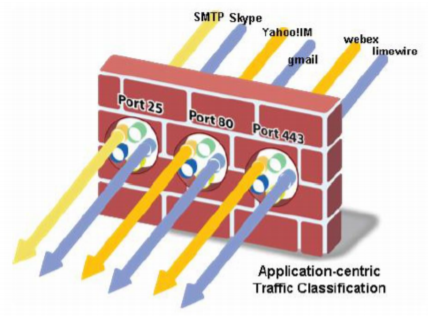 SMTP Skype
Yahoo!IM
gmail
webex
limewire
Port 25
Port 80
Port 443
Application-centric
Traffic Classification